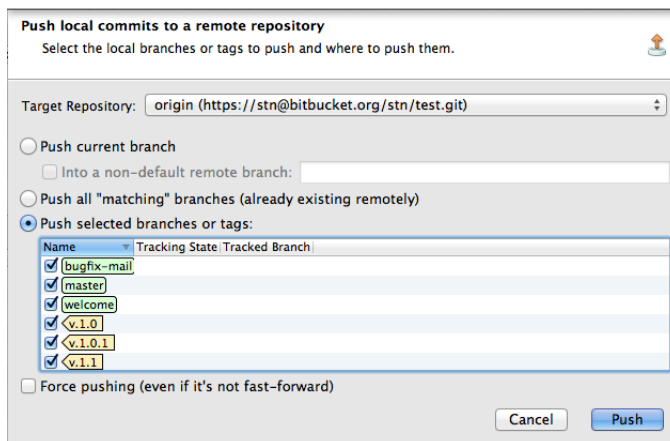 Push local commits to a remote repository
Select the local branches or tags to push and where to push them.
Target Repository: origin (https://stn@bitbucket.org/stn/test.git)
Push current branch
Into a non-default remote branch:
Push all "matching" branches (already existing remotely)
Push selected branches or tags:
Name Tracking State Tracked Branch
bugfix-mail
master
welcome
v.1.0
v.1.0.1
v.1.1
Force pushing (even if it's not fast-forward)
Cancel Push